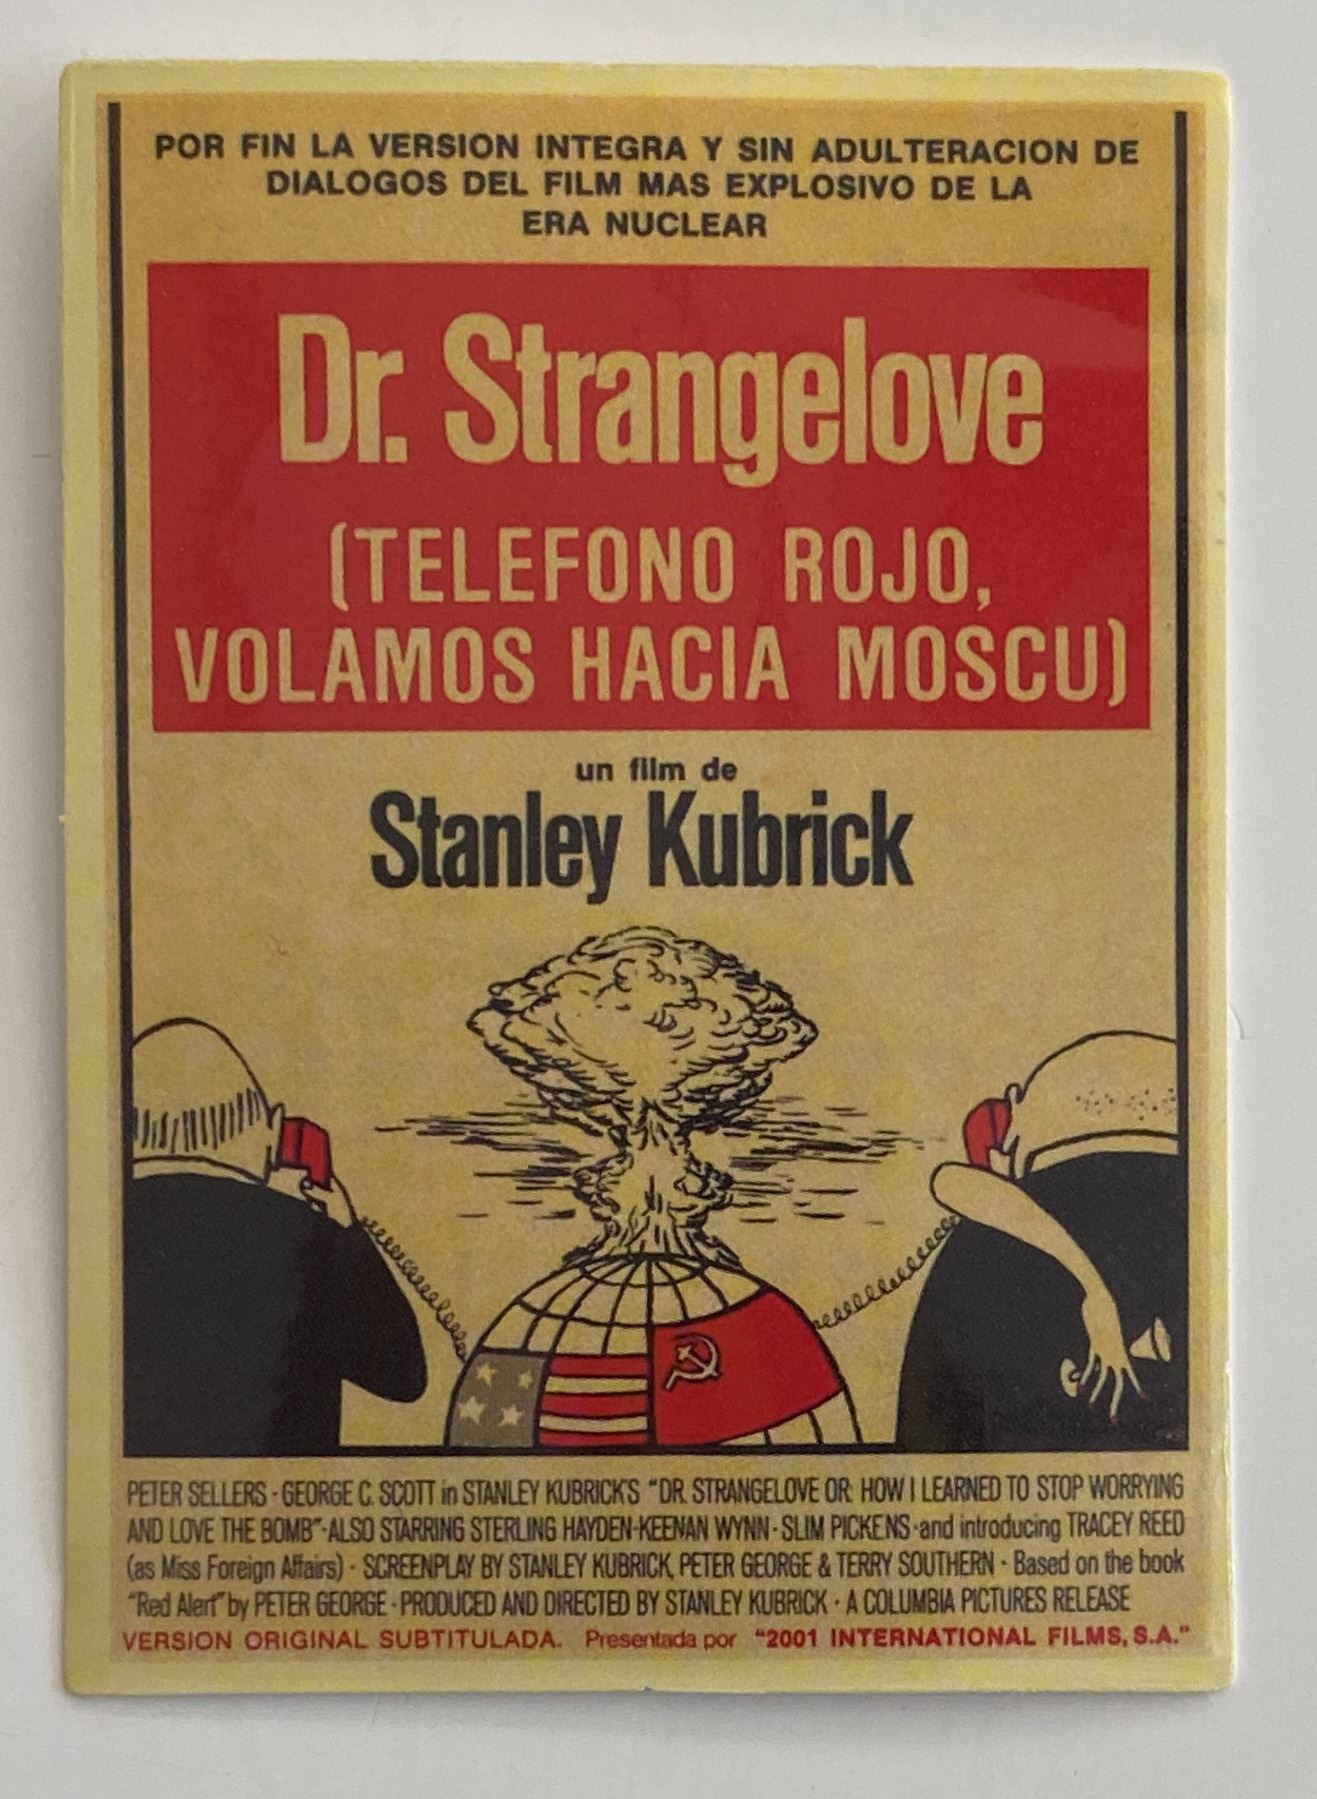 POR FIN LA VERSION INTEGRA Y SIN ADULTERACION DE
DIALOGOS DEL FILM MAS EXPLOSIVO DE LA
ERA NUCLEAR
Dr. Strangelove
(TELEFONO ROJO,
VOLAMOS HACIA MOSCU)
un film de
Stanley Kubrick
PETER SELLERS · GEORGE C. SCOTT in STANLEY KUBRICK'S "DR. STRANGELOVE OR: HOW I LEARNED TO STOP WORRYING
AND LOVE THE BOMB"·ALSO STARRING STERLING HAYDEN·KEENAN WYNN·SLIM PICKENS·and introducing TRACEY REED
(as Miss Foreign Affairs) · SCREENPLAY BY STANLEY KUBRICK, PETER GEORGE & TERRY SOUTHERN · Based on the book
"Red Alert" by PETER GEORGE · PRODUCED AND DIRECTED BY STANLEY KUBRICK · A COLUMBIA PICTURES RELEASE
VERSION ORIGINAL SUBTITULADA. Presentada por "2001 INTERNATIONAL FILMS, S.A."